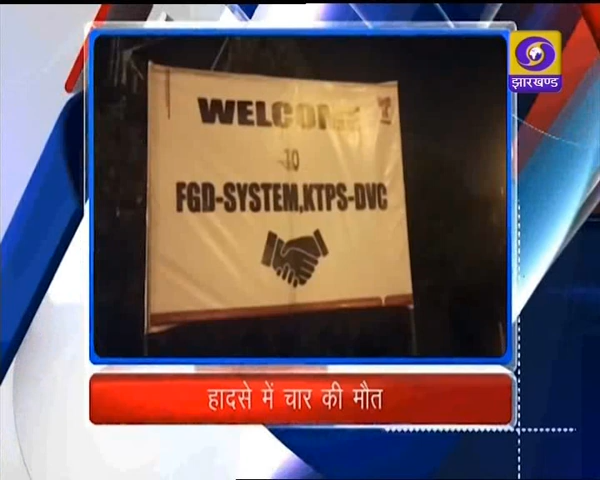 झारखण्ड
WELCOME
TO
FGD-SYSTEM,KTPS-DVC
हादसे में चार की मौत